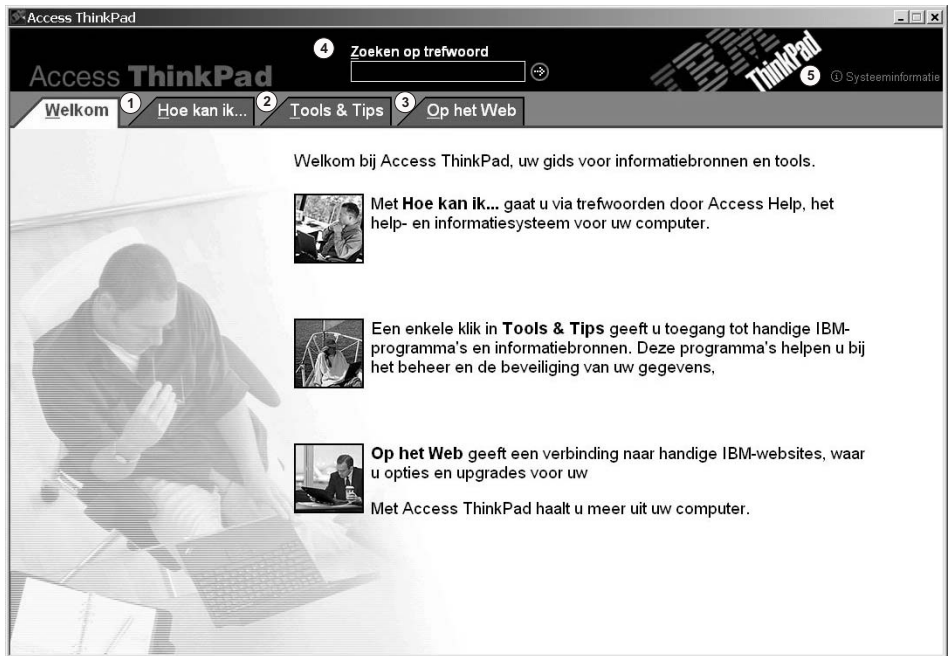 Access ThinkPad
4 Zoeken op trefwoord
IBM
ThinkPad
Access ThinkPad
5 Systeeminformatie
Welkom 1 Hoe kan ik... 2 Tools & Tips 3 Op het Web
Welkom bij Access ThinkPad, uw gids voor informatiebronnen en tools.
Met Hoe kan ik... gaat u via trefwoorden door Access Help, het
help- en informatiesysteem voor uw computer.
Een enkele klik in Tools & Tips geeft u toegang tot handige IBM-
programma's en informatiebronnen. Deze programma's helpen u bij
het beheer en de beveiliging van uw gegevens,
Op het Web geeft een verbinding naar handige IBM-websites, waar
u opties en upgrades voor uw
Met Access ThinkPad haalt u meer uit uw computer.